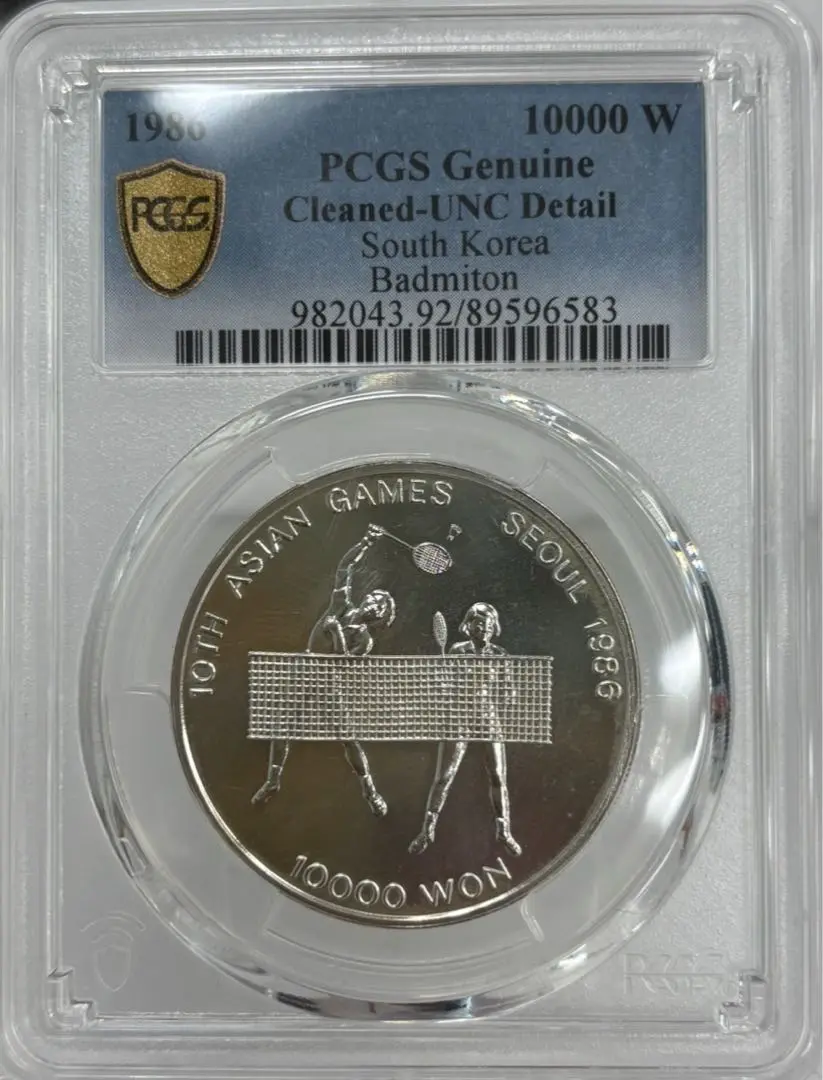 1986 10000 W
PCGS Genuine
PCGS
Cleaned-UNC Detail
South Korea
Badmiton
982043.92/89596583
10TH ASIAN GAMES SEOUL 1986
10000 WON
PCGS